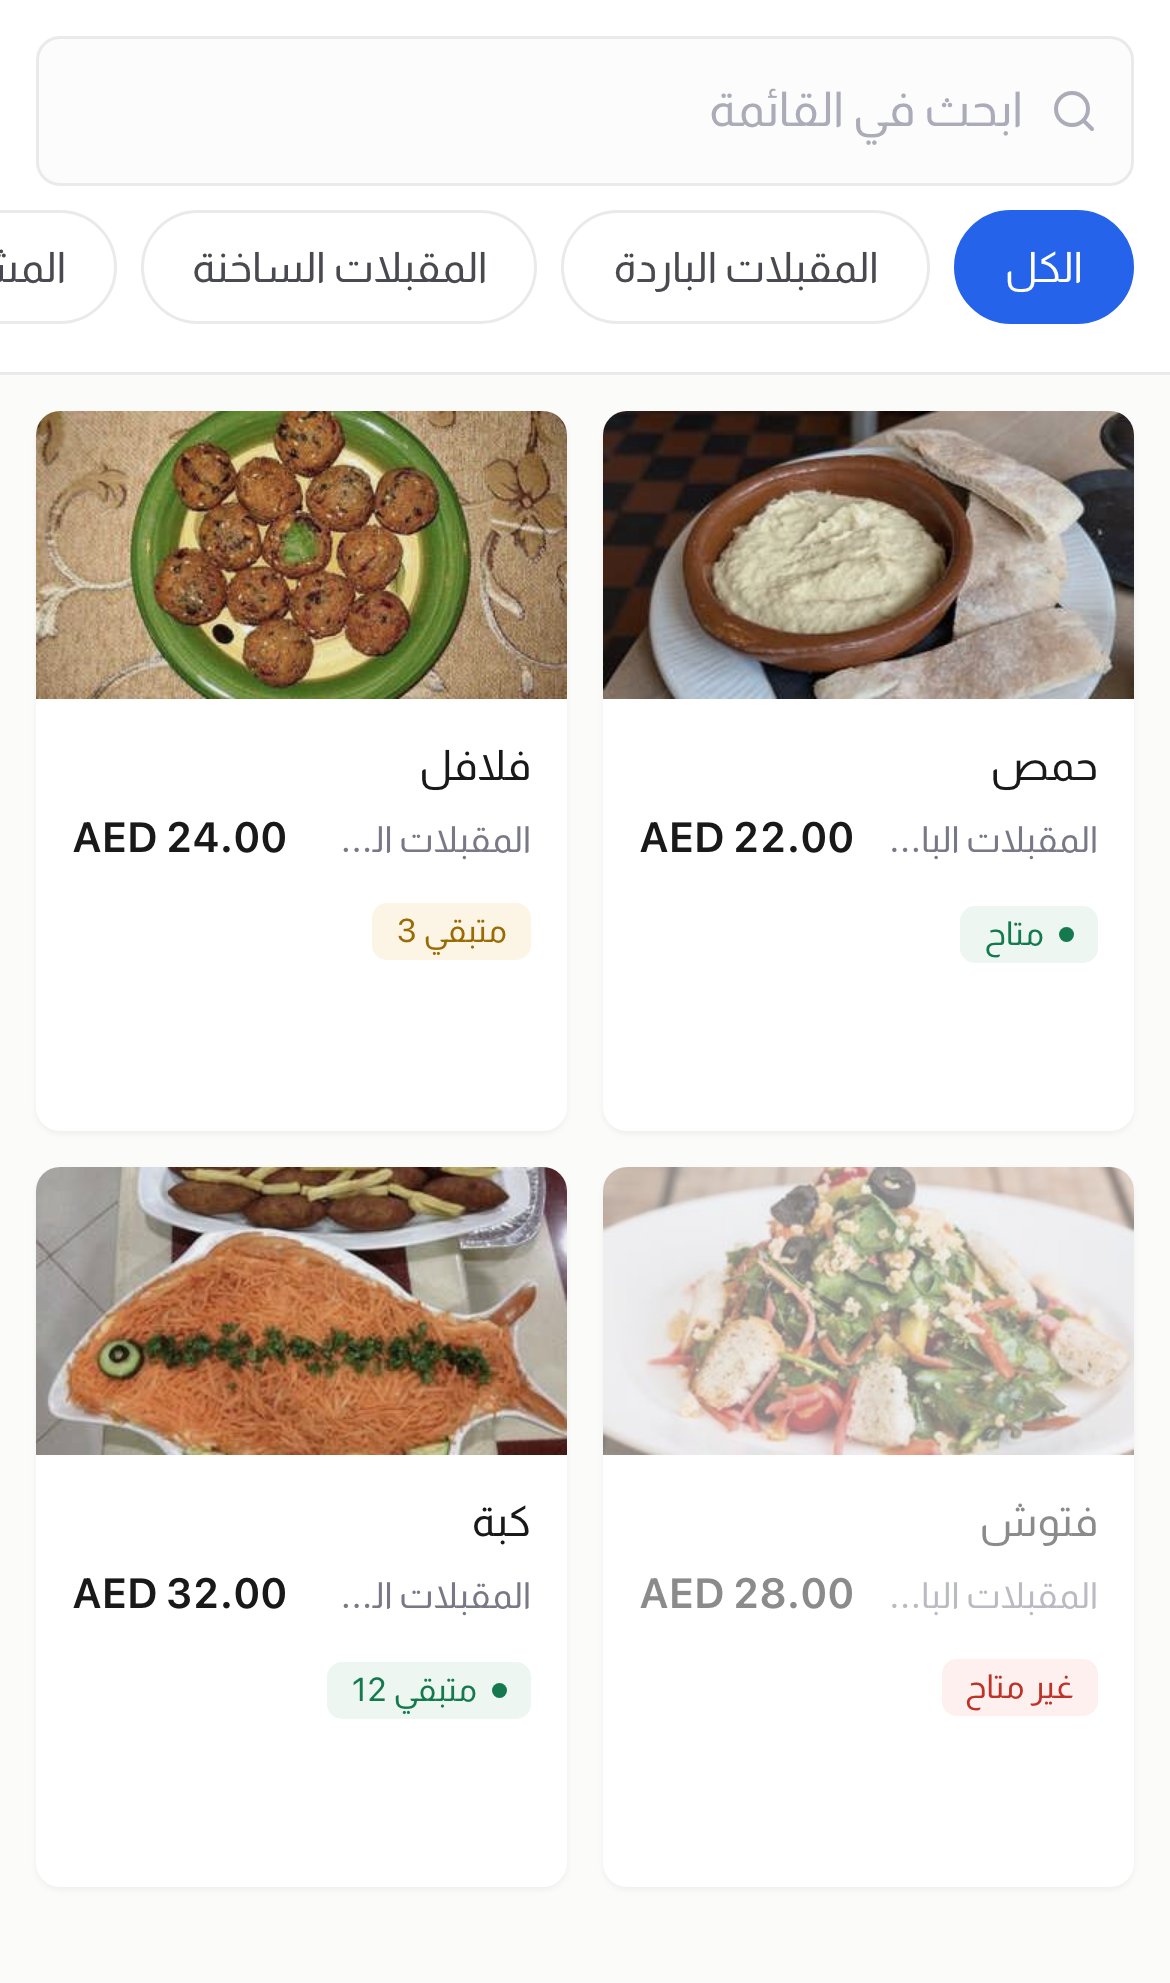 ابحث في القائمة
الكل
المقبلات الباردة
المقبلات الساخنة
المش
حمص
المقبلات البا...
AED 22.00
متاح
فلافل
المقبلات الـ...
AED 24.00
متبقي 3
فتوش
المقبلات البا...
AED 28.00
غير متاح
كبة
المقبلات الـ...
AED 32.00
متبقي 12